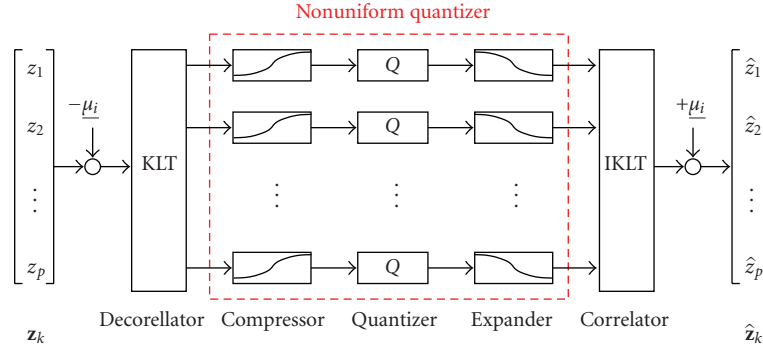 Nonuniform quantizer
z1
z2
⋮
zp
−μi
KLT
Q
Q
⋮ ⋮ ⋮
Q
IKLT
+μi
ẑ1
ẑ2
⋮
ẑp
Decorellator Compressor Quantizer Expander Correlator
zk
ẑk